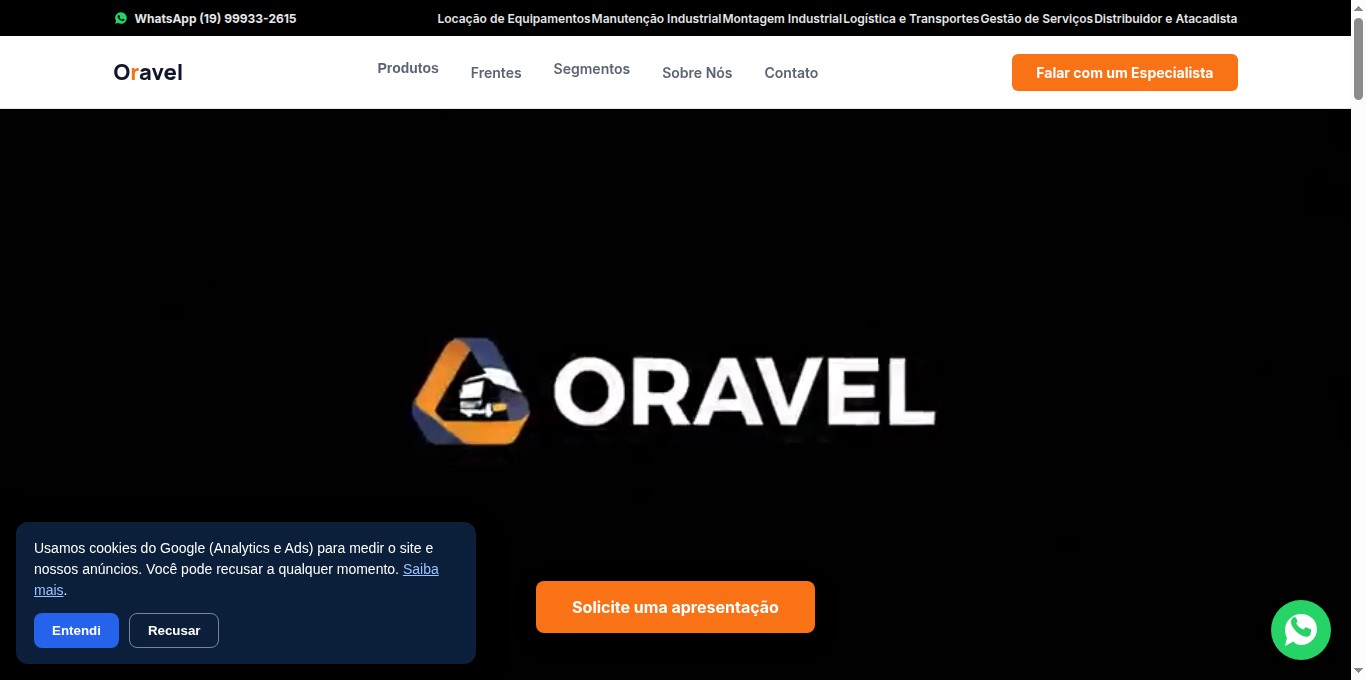 WhatsApp (19) 99933-2615
Locação de Equipamentos Manutenção Industrial Montagem Industrial Logística e Transportes Gestão de Serviços Distribuidor e Atacadista
Oravel
Produtos Frentes Segmentos Sobre Nós Contato
Falar com um Especialista
ORAVEL
Usamos cookies do Google (Analytics e Ads) para medir o site e
nossos anúncios. Você pode recusar a qualquer momento. Saiba
mais.
Entendi
Recusar
Solicite uma apresentação